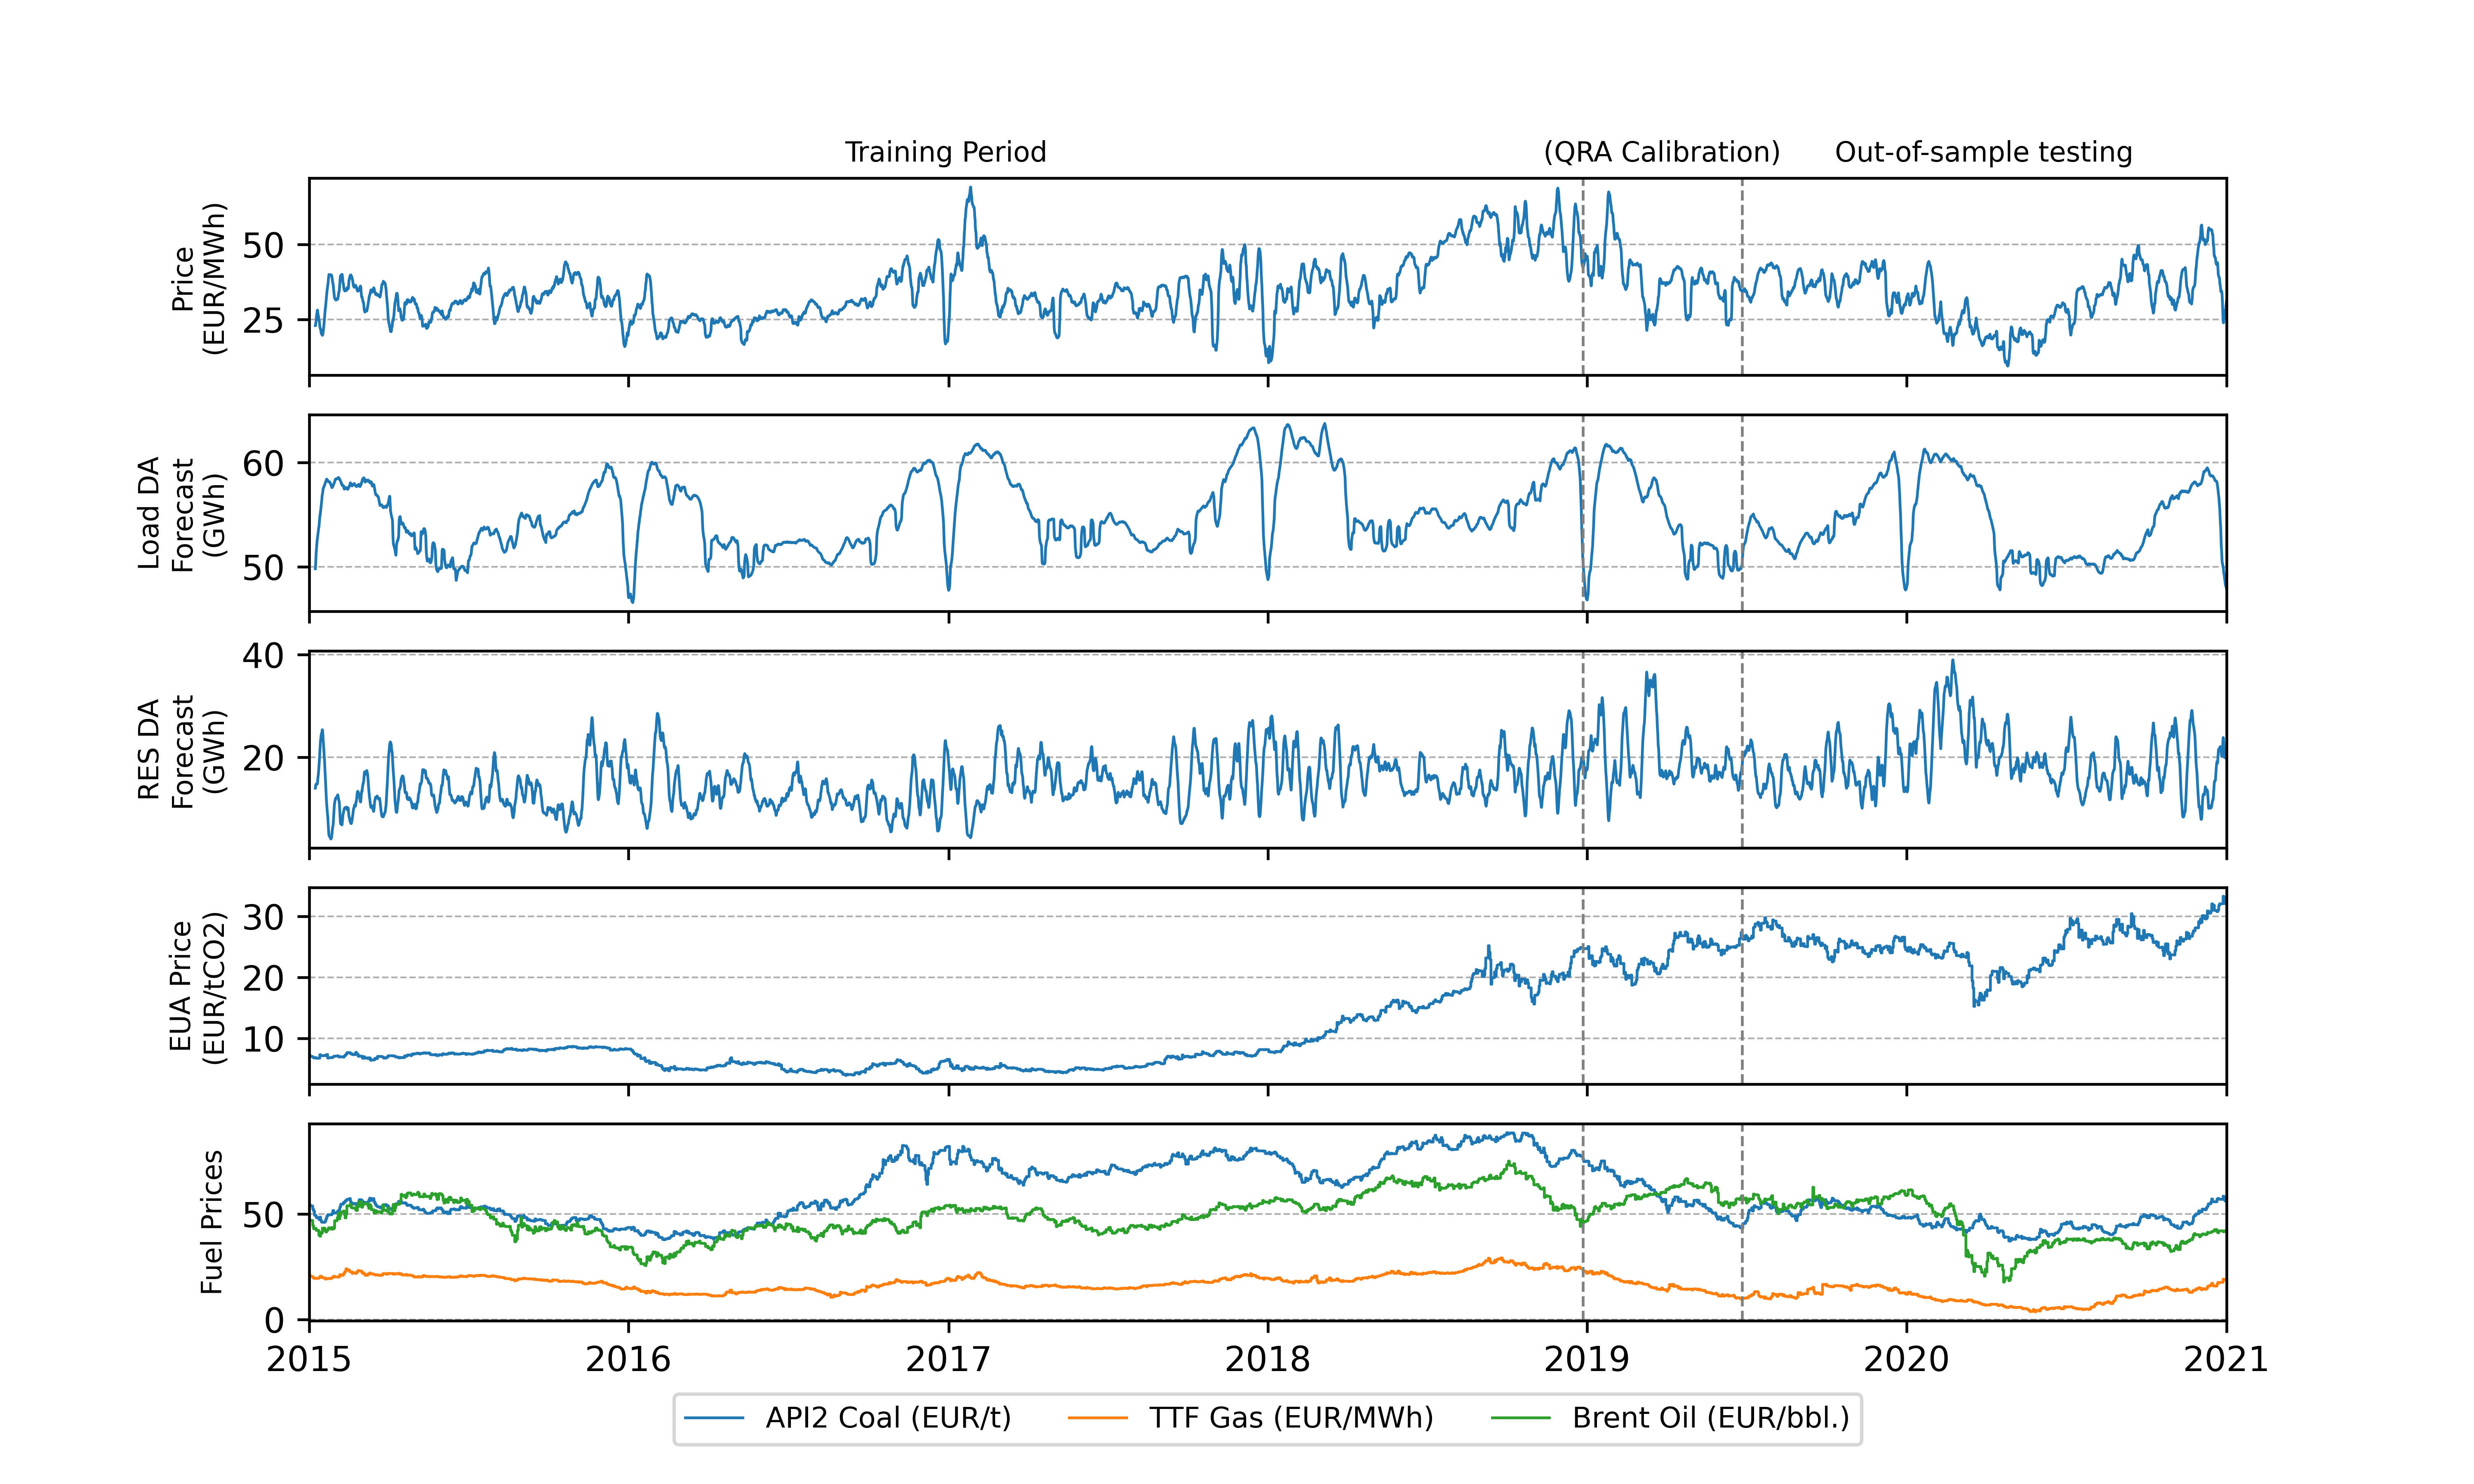 Training Period (QRA Calibration) Out-of-sample testing
Price
(EUR/MWh)
50
25
Load DA
Forecast
(GWh)
60
50
RES DA
Forecast
(GWh)
40
20
EUA Price
(EUR/tCO2)
30
20
10
Fuel Prices
50
0
2015 2016 2017 2018 2019 2020 2021
API2 Coal (EUR/t) TTF Gas (EUR/MWh) Brent Oil (EUR/bbl.)